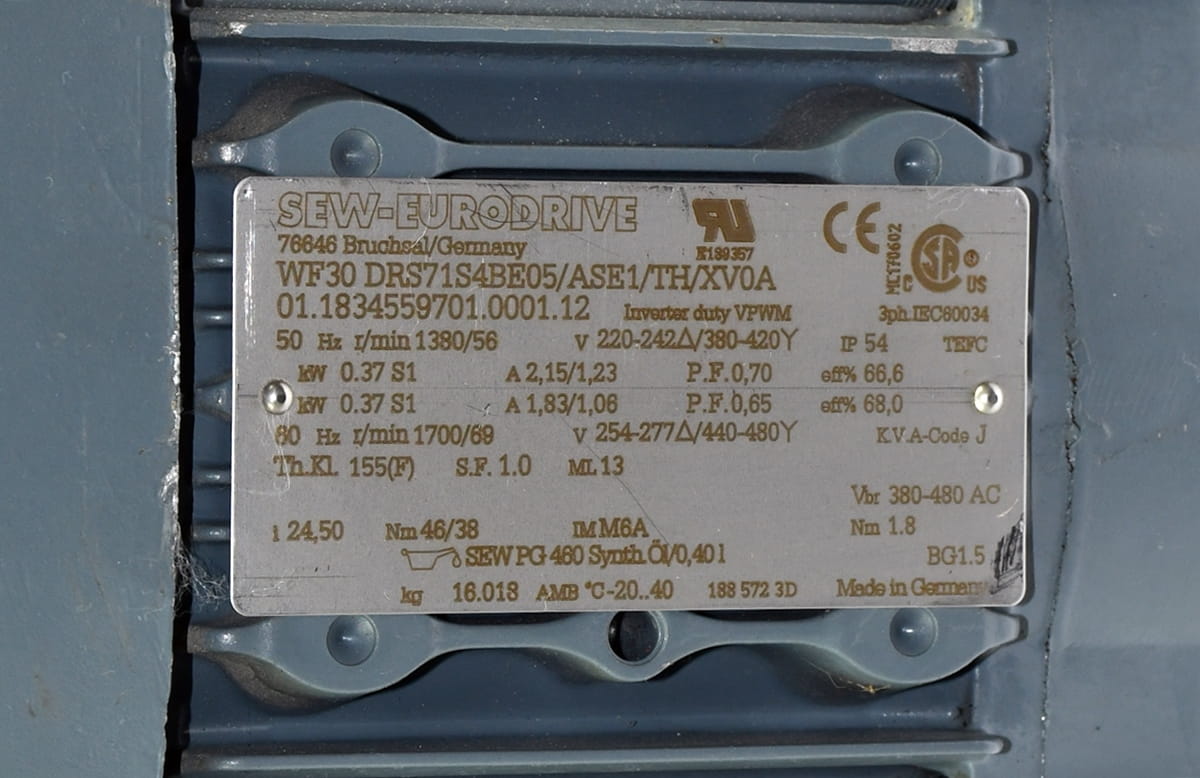 SEW-EURODRIVE
76646 Bruchsal/Germany
E189357
CE
MC1F0602
C SA US
WF30 DRS71S4BE05/ASE1/TH/XV0A
01.1834559701.0001.12 Inverter duty VPWM 3ph.IEC60034
50 Hz r/min 1380/56 V 220-242Δ/380-420Y IP 54 TEFC
kW 0.37 S1 A 2,15/1,23 P.F.0,70 eff% 66,6
kW 0.37 S1 A 1,83/1,06 P.F.0,65 eff% 68,0
60 Hz r/min 1700/69 V 254-277Δ/440-480Y K.V.A-Code J
Th.Kl. 155(F) S.F. 1.0 ML 13
Vbr 380-480 AC
i 24,50 Nm 46/38 IM M6A Nm 1.8
SEW PG 460 Synth.Öl/0,40 l BG1.5
kg 16.018 AMB °C -20..40 188 572 3D Made in Germany